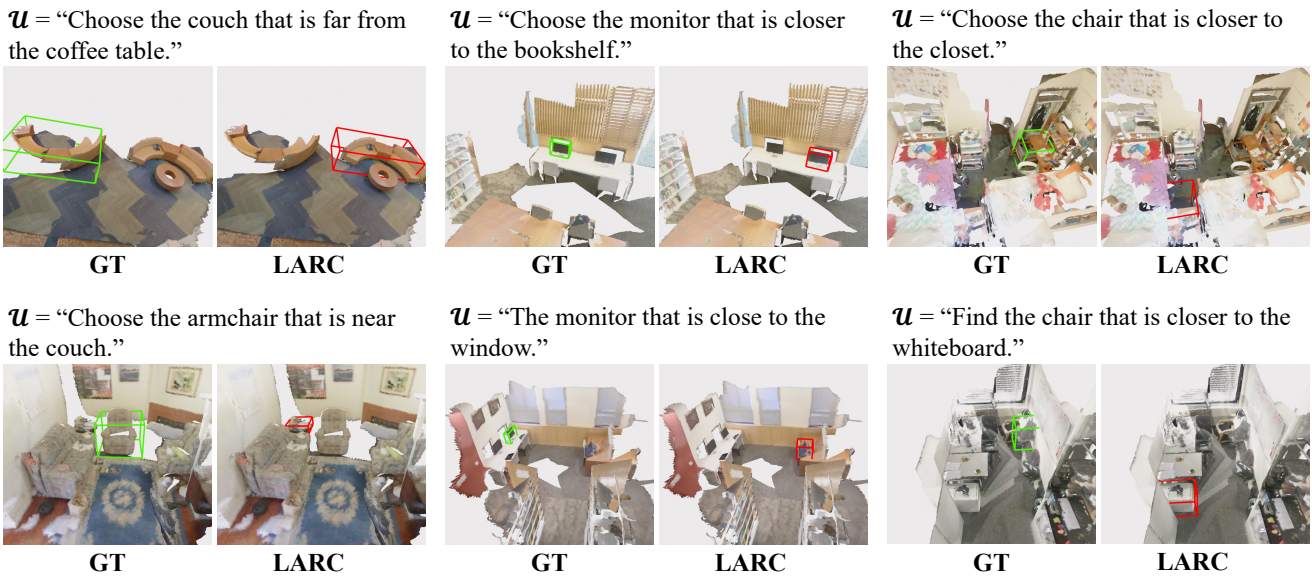 𝓤 = “Choose the couch that is far from
the coffee table.”
GT LARC
𝓤 = “Choose the monitor that is closer
to the bookshelf.”
GT LARC
𝓤 = “Choose the chair that is closer to
the closet.”
GT LARC
𝓤 = “Choose the armchair that is near
the couch.”
GT LARC
𝓤 = “The monitor that is close to the
window.”
GT LARC
𝓤 = “Find the chair that is closer to the
whiteboard.”
GT LARC